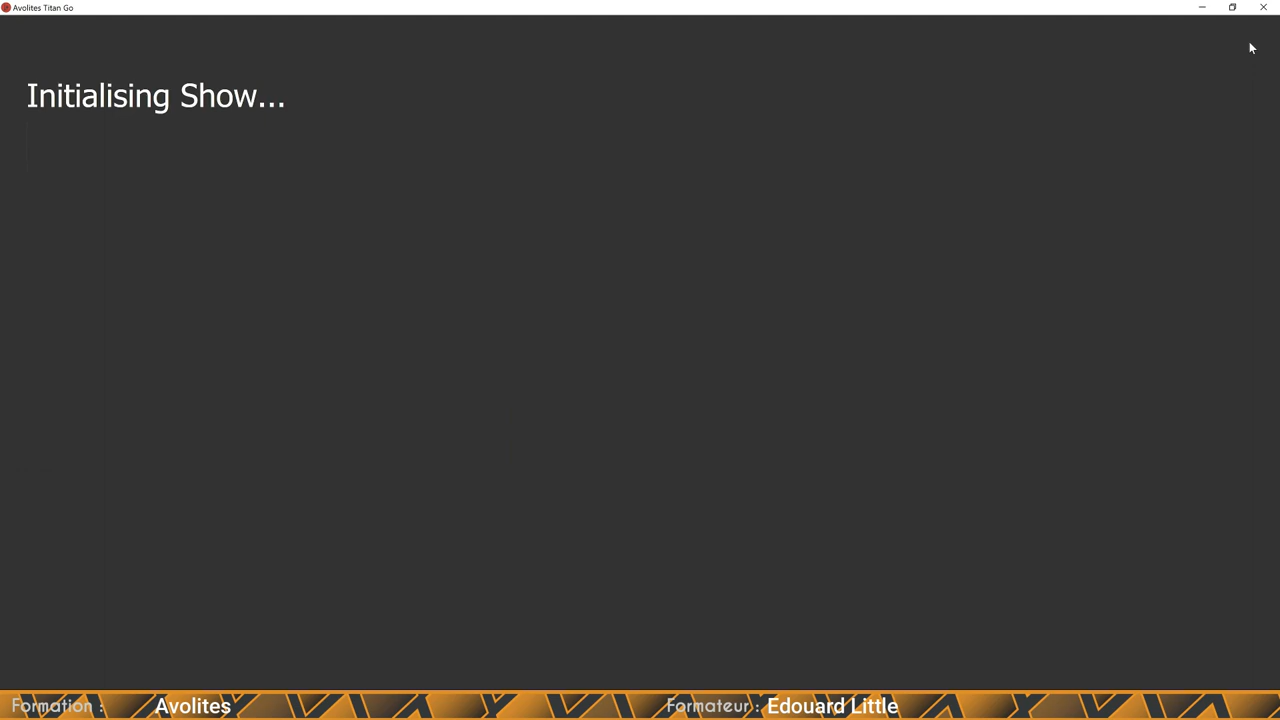 Avolites Titan Go
Initialising Show...
Formation : Avolites
Formateur : Edouard Little